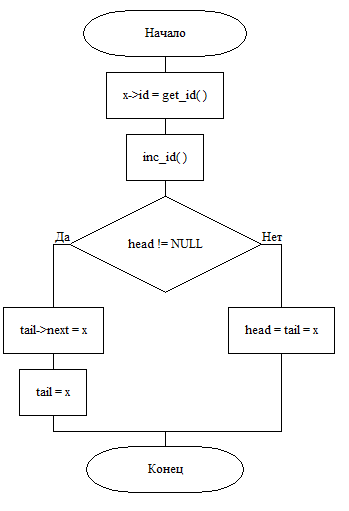 Начало
x->id = get_id( )
inc_id( )
Да
head != NULL
Нет
tail->next = x
head = tail = x
tail = x
Конец